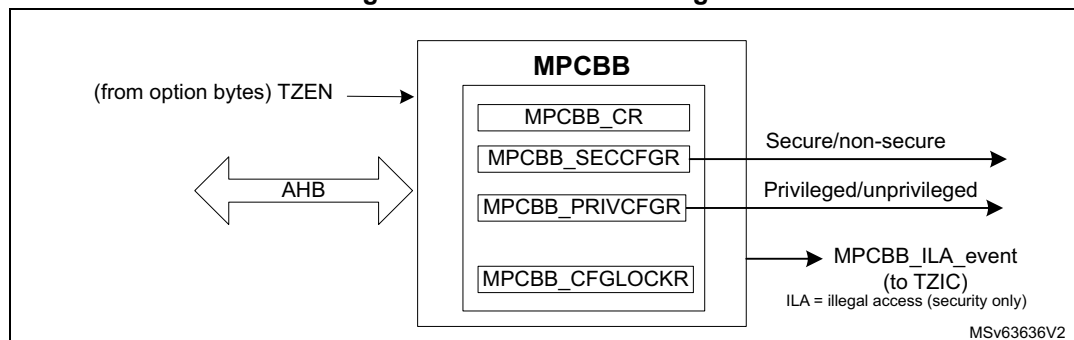 MPCBB
(from option bytes) TZEN
MPCBB_CR
MPCBB_SECCFGR
Secure/non-secure
AHB
MPCBB_PRIVCFGR
Privileged/unprivileged
MPCBB_CFGLOCKR
MPCBB_ILA_event
(to TZIC)
ILA = illegal access (security only)
MSv63636V2